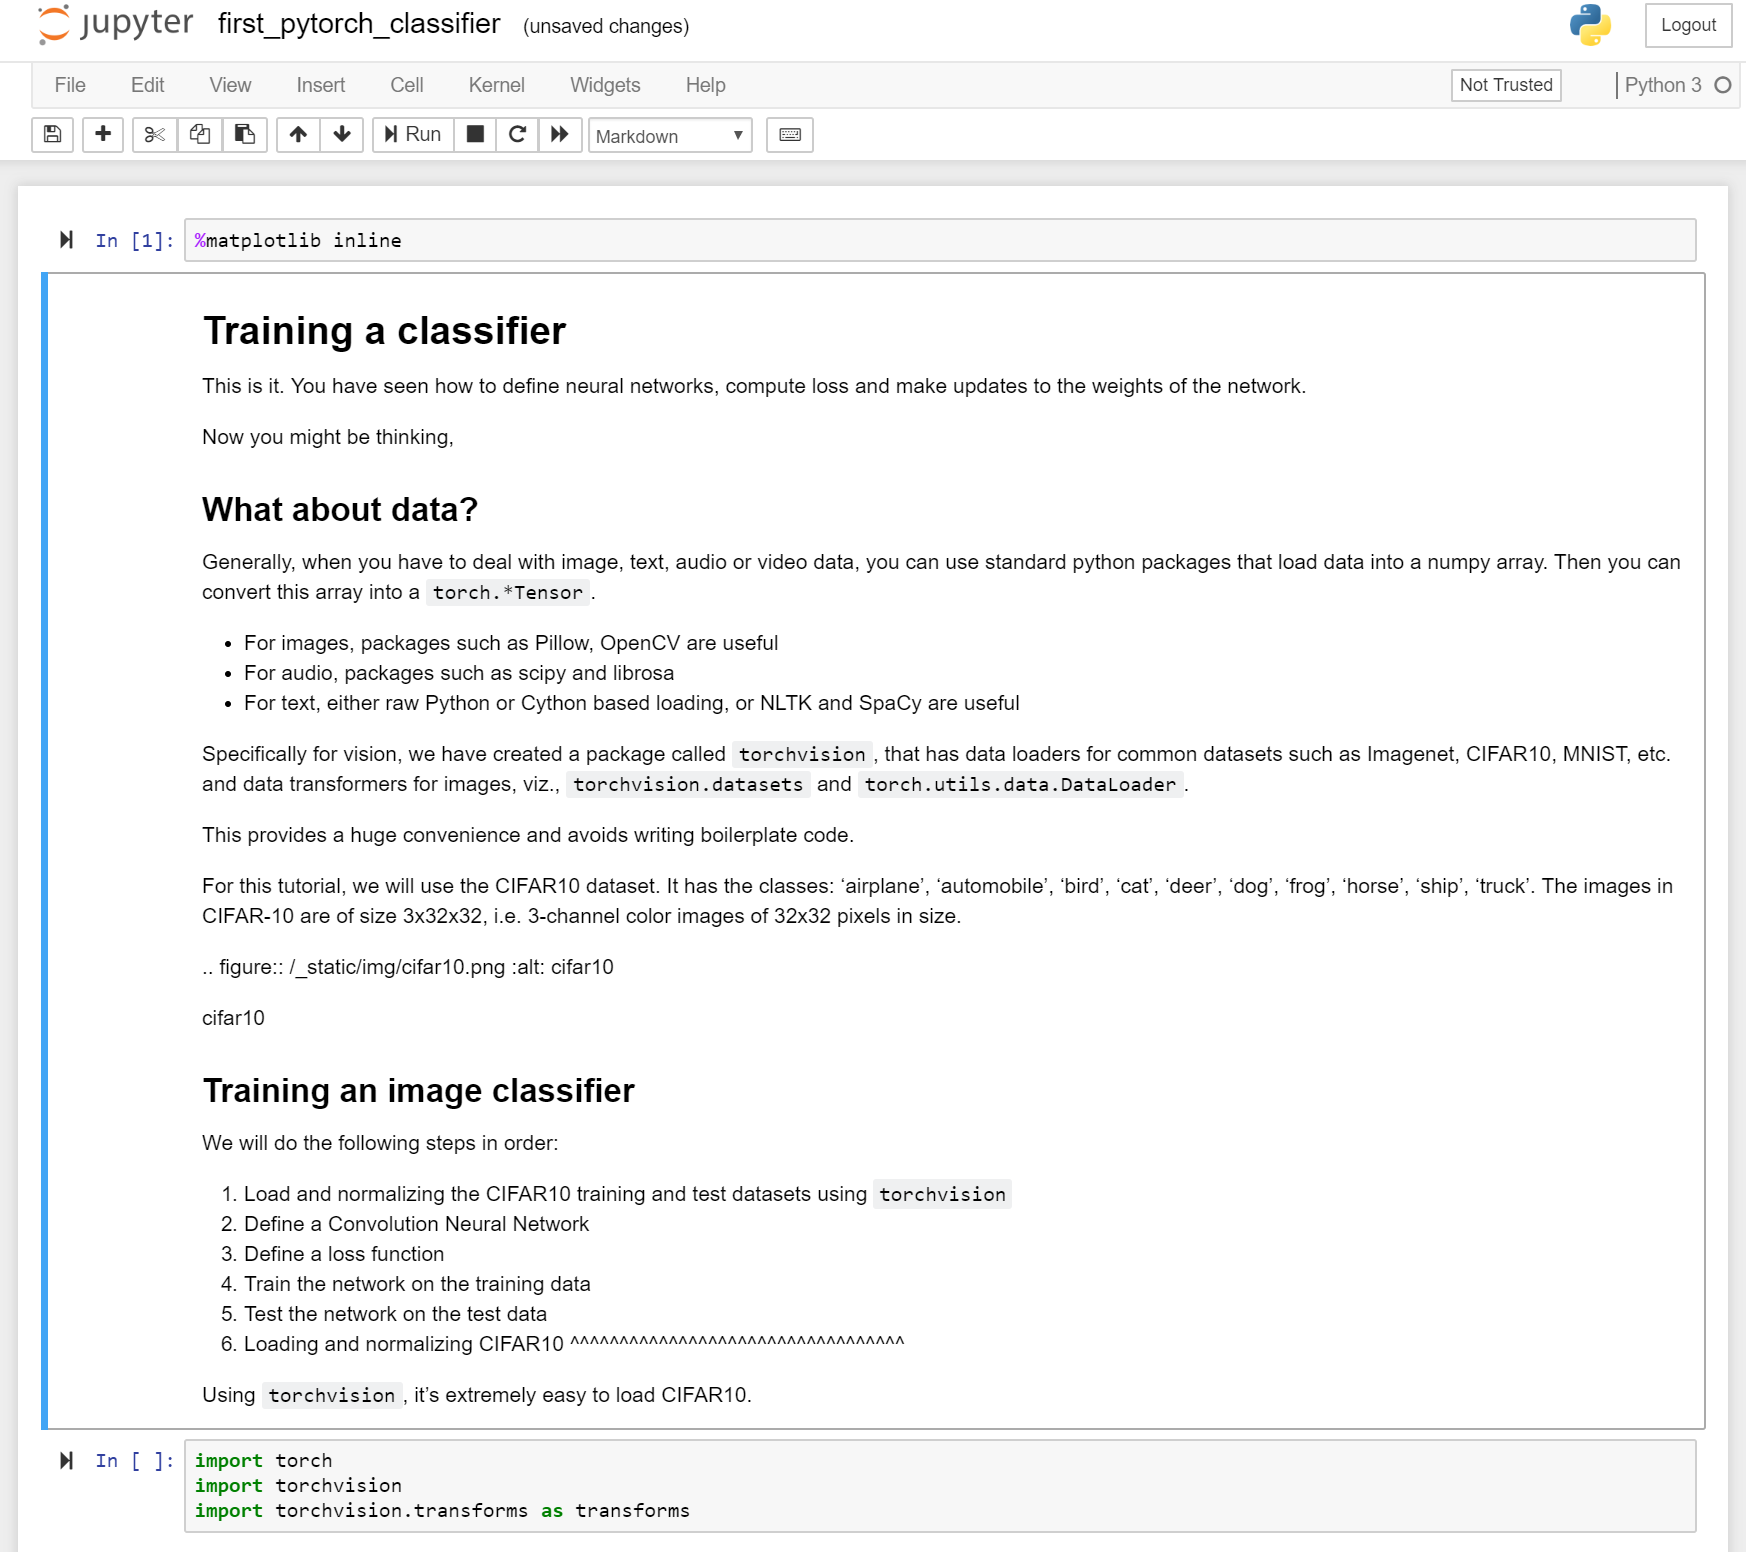 jupyter first_pytorch_classifier (unsaved changes) Logout
File Edit View Insert Cell Kernel Widgets Help Not Trusted Python 3
Run Markdown
In [1]: %matplotlib inline
Training a classifier
This is it. You have seen how to define neural networks, compute loss and make updates to the weights of the network.
Now you might be thinking,
What about data?
Generally, when you have to deal with image, text, audio or video data, you can use standard python packages that load data into a numpy array. Then you can
convert this array into a torch.*Tensor.
• For images, packages such as Pillow, OpenCV are useful
• For audio, packages such as scipy and librosa
• For text, either raw Python or Cython based loading, or NLTK and SpaCy are useful
Specifically for vision, we have created a package called torchvision, that has data loaders for common datasets such as Imagenet, CIFAR10, MNIST, etc.
and data transformers for images, viz., torchvision.datasets and torch.utils.data.DataLoader.
This provides a huge convenience and avoids writing boilerplate code.
For this tutorial, we will use the CIFAR10 dataset. It has the classes: ‘airplane’, ‘automobile’, ‘bird’, ‘cat’, ‘deer’, ‘dog’, ‘frog’, ‘horse’, ‘ship’, ‘truck’. The images in
CIFAR-10 are of size 3x32x32, i.e. 3-channel color images of 32x32 pixels in size.
.. figure:: /_static/img/cifar10.png :alt: cifar10
cifar10
Training an image classifier
We will do the following steps in order:
1. Load and normalizing the CIFAR10 training and test datasets using torchvision
2. Define a Convolution Neural Network
3. Define a loss function
4. Train the network on the training data
5. Test the network on the test data
6. Loading and normalizing CIFAR10 ^^^^^^^^^^^^^^^^^^^^^^^^^^^^^^^^^^
Using torchvision, it’s extremely easy to load CIFAR10.
In [ ]: import torch
import torchvision
import torchvision.transforms as transforms